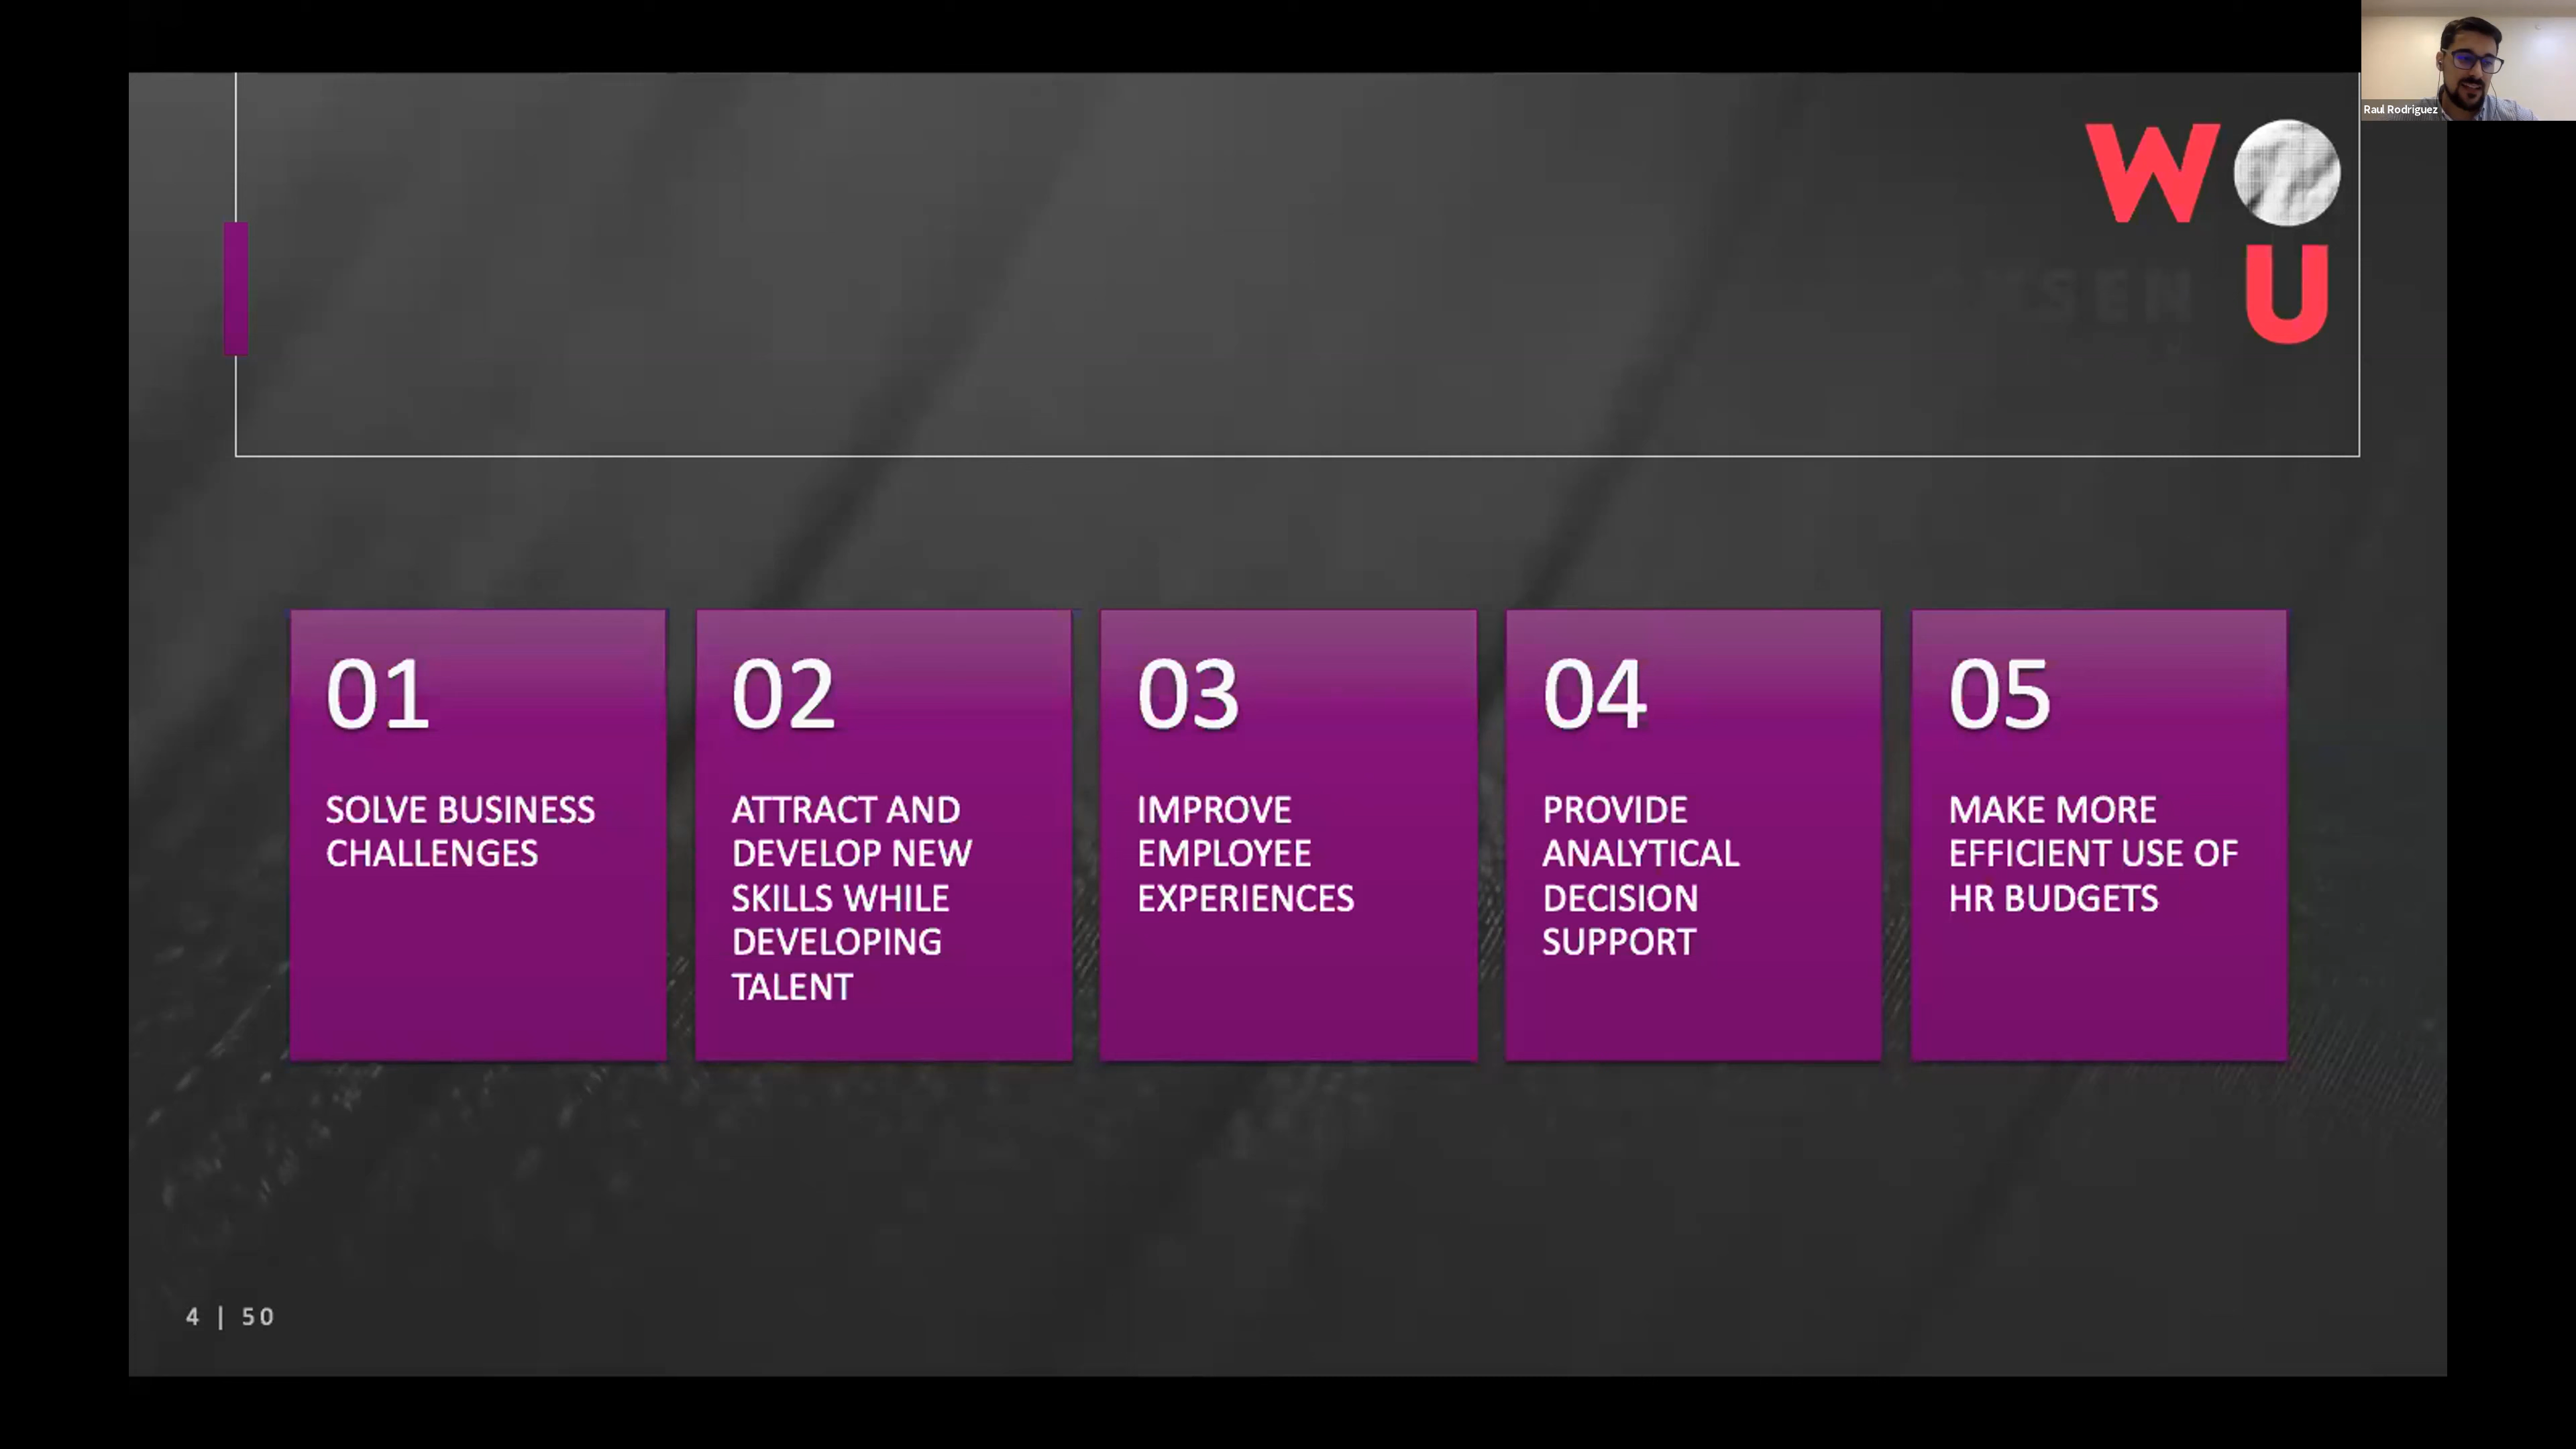 Raul Rodriguez
W
U
01
SOLVE BUSINESS
CHALLENGES
02
ATTRACT AND
DEVELOP NEW
SKILLS WHILE
DEVELOPING
TALENT
03
IMPROVE
EMPLOYEE
EXPERIENCES
04
PROVIDE
ANALYTICAL
DECISION
SUPPORT
05
MAKE MORE
EFFICIENT USE OF
HR BUDGETS
4 | 50